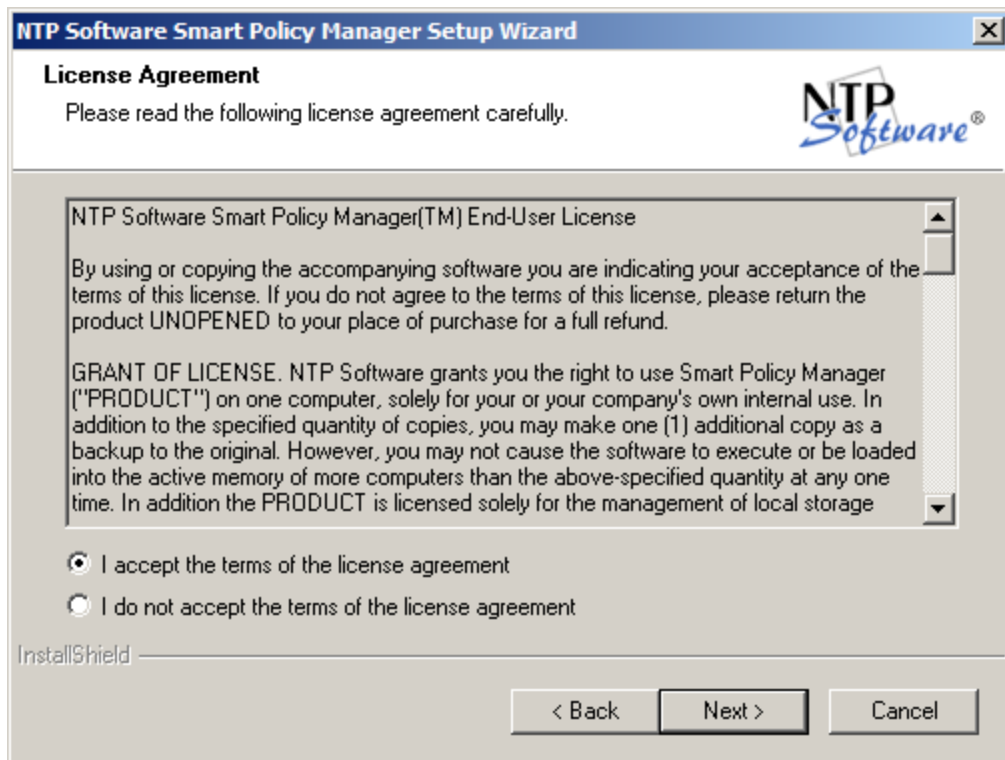 NTP Software Smart Policy Manager Setup Wizard
License Agreement
Please read the following license agreement carefully.
NTP
Software®
NTP Software Smart Policy Manager(TM) End-User License
By using or copying the accompanying software you are indicating your acceptance of the
terms of this license. If you do not agree to the terms of this license, please return the
product UNOPENED to your place of purchase for a full refund.
GRANT OF LICENSE. NTP Software grants you the right to use Smart Policy Manager
("PRODUCT") on one computer, solely for your or your company's own internal use. In
addition to the specified quantity of copies, you may make one (1) additional copy as a
backup to the original. However, you may not cause the software to execute or be loaded
into the active memory of more computers than the above-specified quantity at any one
time. In addition the PRODUCT is licensed solely for the management of local storage
I accept the terms of the license agreement
I do not accept the terms of the license agreement
InstallShield
< Back Next > Cancel